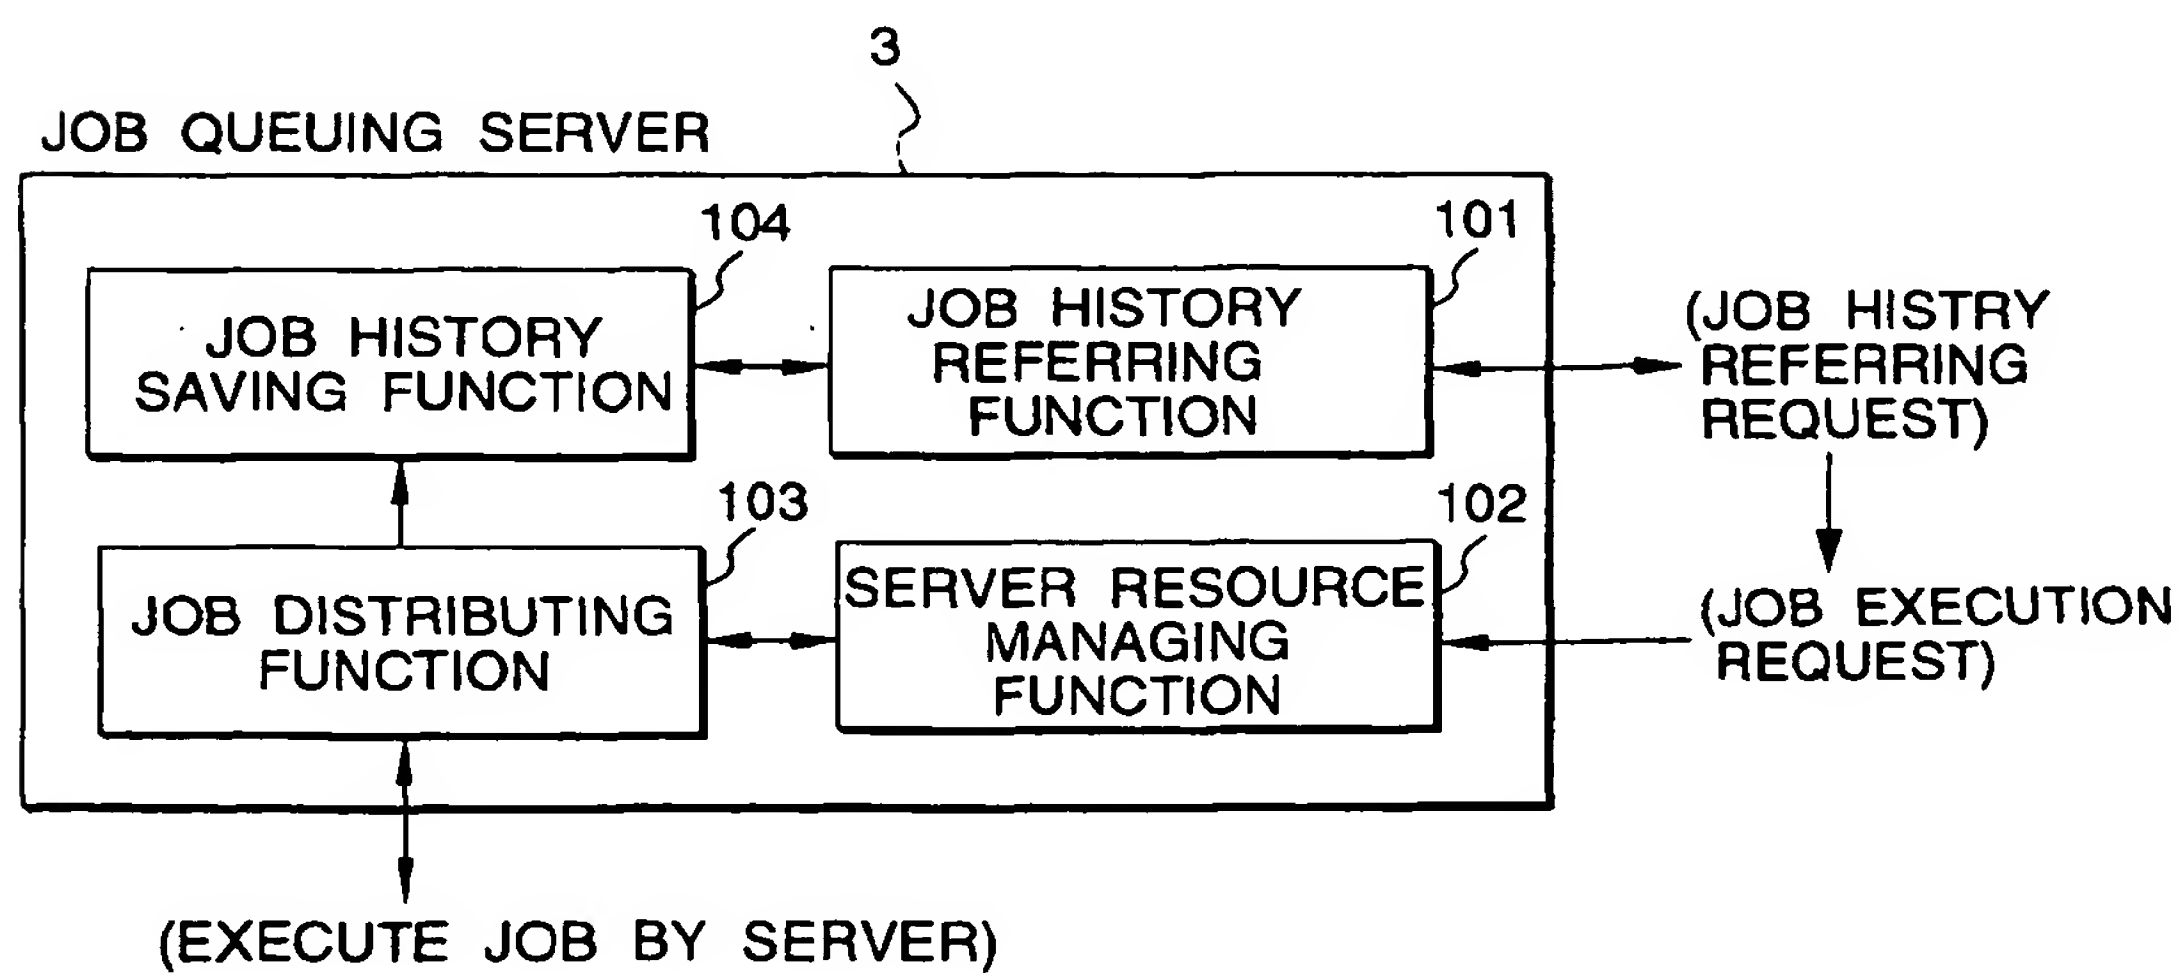 3
JOB QUEUING SERVER
104
101
JOB HISTORY
SAVING FUNCTION
JOB HISTORY
REFERRING
FUNCTION
(JOB HISTRY
REFERRING
REQUEST)
103
102
JOB DISTRIBUTING
FUNCTION
SERVER RESOURCE
MANAGING
FUNCTION
(JOB EXECUTION
REQUEST)
(EXECUTE JOB BY SERVER)